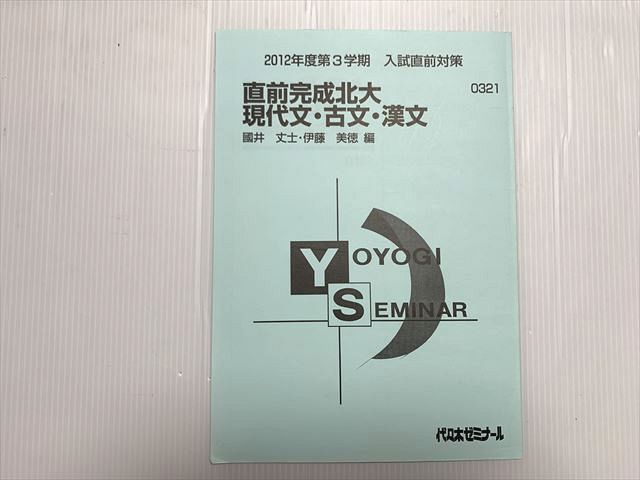 2012年度第3学期 入試直前対策
0321
直前完成北大
現代文・古文・漢文
國井 丈士・伊藤 美徳 編
YOYOGI
SEMINAR
代々木ゼミナール